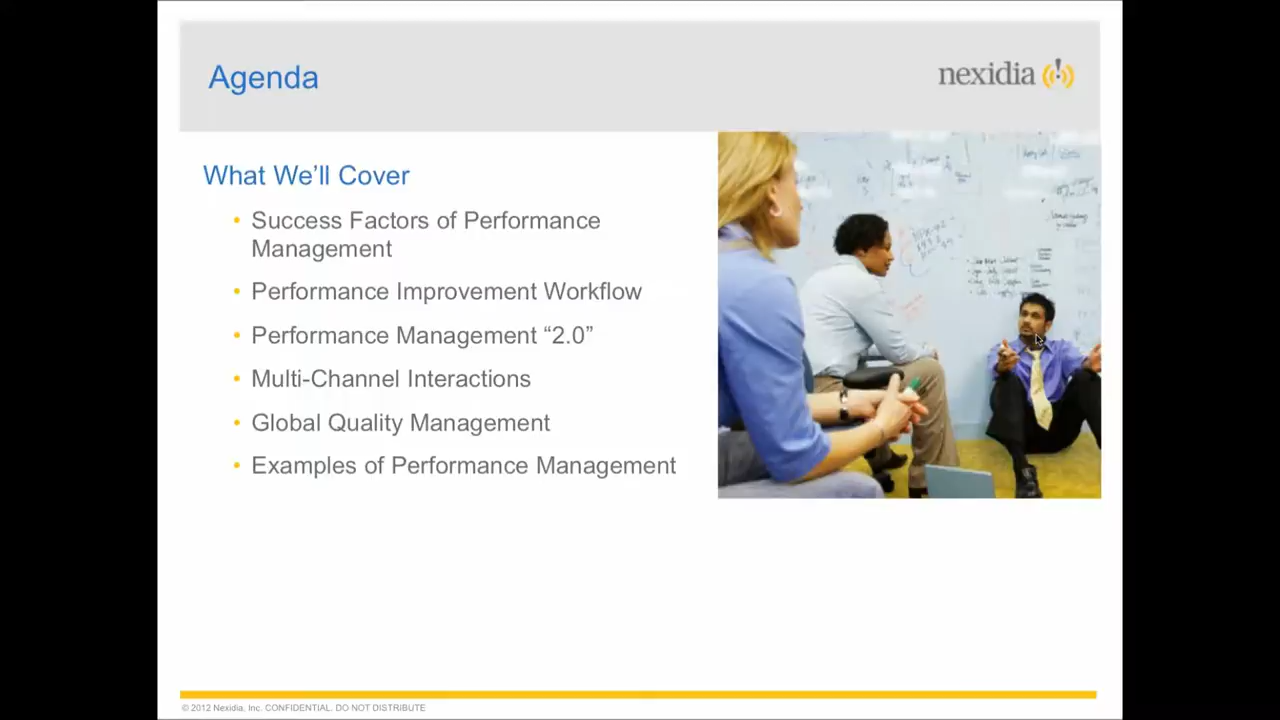 Agenda
nexidia
What We’ll Cover
• Success Factors of Performance
Management
• Performance Improvement Workflow
• Performance Management “2.0”
• Multi-Channel Interactions
• Global Quality Management
• Examples of Performance Management
© 2012 Nexidia, Inc. CONFIDENTIAL. DO NOT DISTRIBUTE